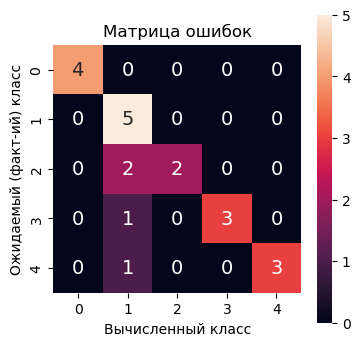 Матрица ошибок
Ожидаемый (факт-ий) класс
0 4 0 0 0 0
1 0 5 0 0 0
2 0 2 2 0 0
3 0 1 0 3 0
4 0 1 0 0 3
0 1 2 3 4
Вычисленный класс
5
4
3
2
1
0